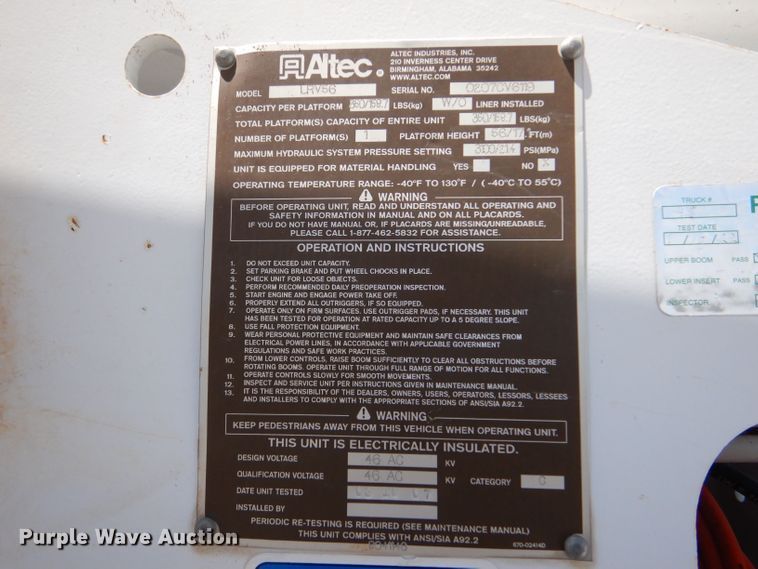 Altec®
ALTEC INDUSTRIES, INC.
210 INVERNESS CENTER DRIVE
BIRMINGHAM, ALABAMA 35242
WWW.ALTEC.COM
MODEL LRV56 SERIAL NO. 0207CV6119
CAPACITY PER PLATFORM 350/158.7 LBS(kg) W/O LINER INSTALLED
TOTAL PLATFORM(S) CAPACITY OF ENTIRE UNIT 350/158.7 LBS(kg)
NUMBER OF PLATFORM(S) 1 PLATFORM HEIGHT 56/17.1 FT(m)
MAXIMUM HYDRAULIC SYSTEM PRESSURE SETTING PSI(MPa)
UNIT IS EQUIPPED FOR MATERIAL HANDLING YES NO X
OPERATING TEMPERATURE RANGE: -40°F TO 130°F / ( -40°C TO 55°C)
WARNING
BEFORE OPERATING UNIT, READ AND UNDERSTAND ALL OPERATING AND
SAFETY INFORMATION IN MANUAL AND ON ALL PLACARDS.
IF YOU DO NOT HAVE MANUAL OR, IF PLACARDS ARE MISSING/UNREADABLE,
PLEASE CALL 1-877-462-5832 FOR ASSISTANCE.
OPERATION AND INSTRUCTIONS
1. DO NOT EXCEED UNIT CAPACITY.
2. SET PARKING BRAKE AND PUT WHEEL CHOCKS IN PLACE.
3. CHECK UNIT FOR LOOSE OBJECTS.
4. PERFORM RECOMMENDED DAILY PREOPERATION INSPECTION.
5. START ENGINE AND ENGAGE POWER TAKE OFF.
6. PROPERLY EXTEND ALL OUTRIGGERS, IF SO EQUIPPED.
7. OPERATE ONLY ON FIRM SURFACES. USE OUTRIGGER PADS, IF NECESSARY. THIS UNIT
HAS BEEN TESTED FOR OPERATION AT RATED CAPACITY UP TO A 5 DEGREE SLOPE.
8. USE FALL PROTECTION EQUIPMENT.
9. WEAR PERSONAL PROTECTIVE EQUIPMENT AND MAINTAIN SAFE CLEARANCES FROM
ELECTRICAL POWER LINES, IN ACCORDANCE WITH APPLICABLE GOVERNMENT
REGULATIONS AND SAFE WORK PRACTICES.
10. FROM LOWER CONTROLS, RAISE BOOM SUFFICIENTLY TO CLEAR ALL OBSTRUCTIONS BEFORE
ROTATING BOOMS. OPERATE UNIT THROUGH FULL RANGE OF MOTION FOR ALL FUNCTIONS.
11. OPERATE CONTROLS SLOWLY FOR SMOOTH MOVEMENTS.
12. INSPECT AND SERVICE UNIT PER INSTRUCTIONS GIVEN IN MAINTENANCE MANUAL.
13. IT IS THE RESPONSIBILITY OF THE DEALERS, OWNERS, USERS, OPERATORS, LESSORS, LESSEES
AND INSTALLERS TO COMPLY WITH THE APPROPRIATE SECTIONS OF ANSI/SIA A92.2.
WARNING
KEEP PEDESTRIANS AWAY FROM THIS VEHICLE WHEN OPERATING UNIT.
THIS UNIT IS ELECTRICALLY INSULATED.
DESIGN VOLTAGE 46 AC KV
QUALIFICATION VOLTAGE 46 AC KV CATEGORY C
DATE UNIT TESTED
INSTALLED BY
PERIODIC RE-TESTING IS REQUIRED (SEE MAINTENANCE MANUAL)
THIS UNIT COMPLIES WITH ANSI/SIA A92.2
670-02414D
TRUCK #
TEST DATE
UPPER BOOM PASS
LOWER INSERT PASS
INSPECTOR
Purple Wave Auction
purplewave.com